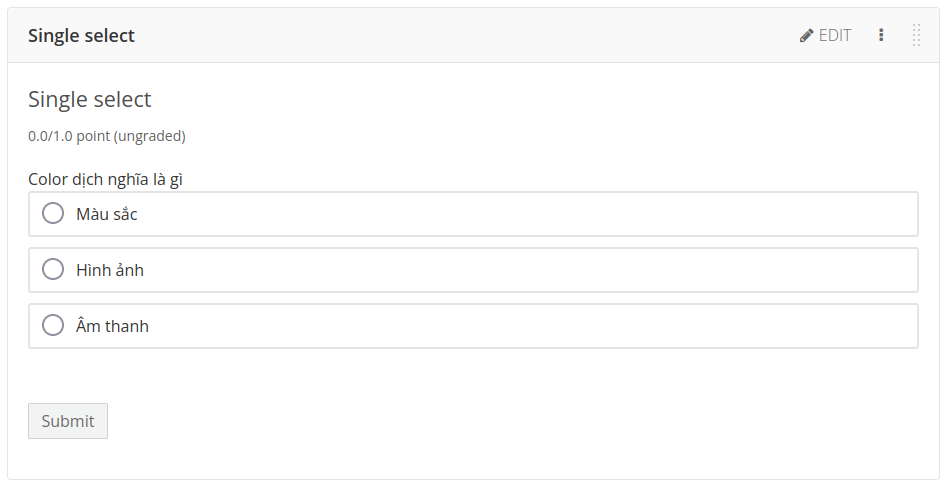 Single select
EDIT
Single select
0.0/1.0 point (ungraded)
Color dịch nghĩa là gì
Màu sắc
Hình ảnh
Âm thanh
Submit